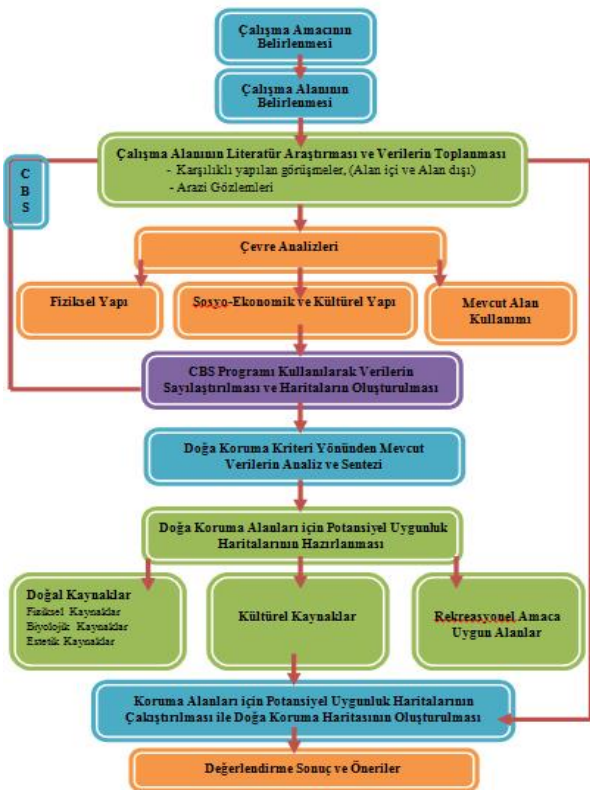 Çalışma Amacının
Belirlenmesi
Çalışma Alanının
Belirlenmesi
Çalışma Alanının Literatür Araştırması ve Verilerin Toplanması
- Karşılıklı yapılan görüşmeler, (Alan içi ve Alan dışı)
- Arazi Gözlemleri
C
B
S
Çevre Analizleri
Fiziksel Yapı
Sosyo-Ekonomik ve Kültürel Yapı
Mevcut Alan
Kullanımı
CBS Programı Kullanılarak Verilerin
Sayılaştırılması ve Haritaların Oluşturulması
Doğa Koruma Kriteri Yönünden Mevcut
Verilerin Analiz ve Sentezi
Doğa Koruma Alanları için Potansiyel Uygunluk
Haritalarının Hazırlanması
Doğal Kaynaklar
Fiziksel Kaynaklar
Biyolojik Kaynaklar
Estetik Kaynaklar
Kültürel Kaynaklar
Rekreasyonel Amaca
Uygun Alanlar
Koruma Alanları için Potansiyel Uygunluk Haritalarının
Çakıştırılması ile Doğa Koruma Haritasının Oluşturulması
Değerlendirme Sonuç ve Öneriler